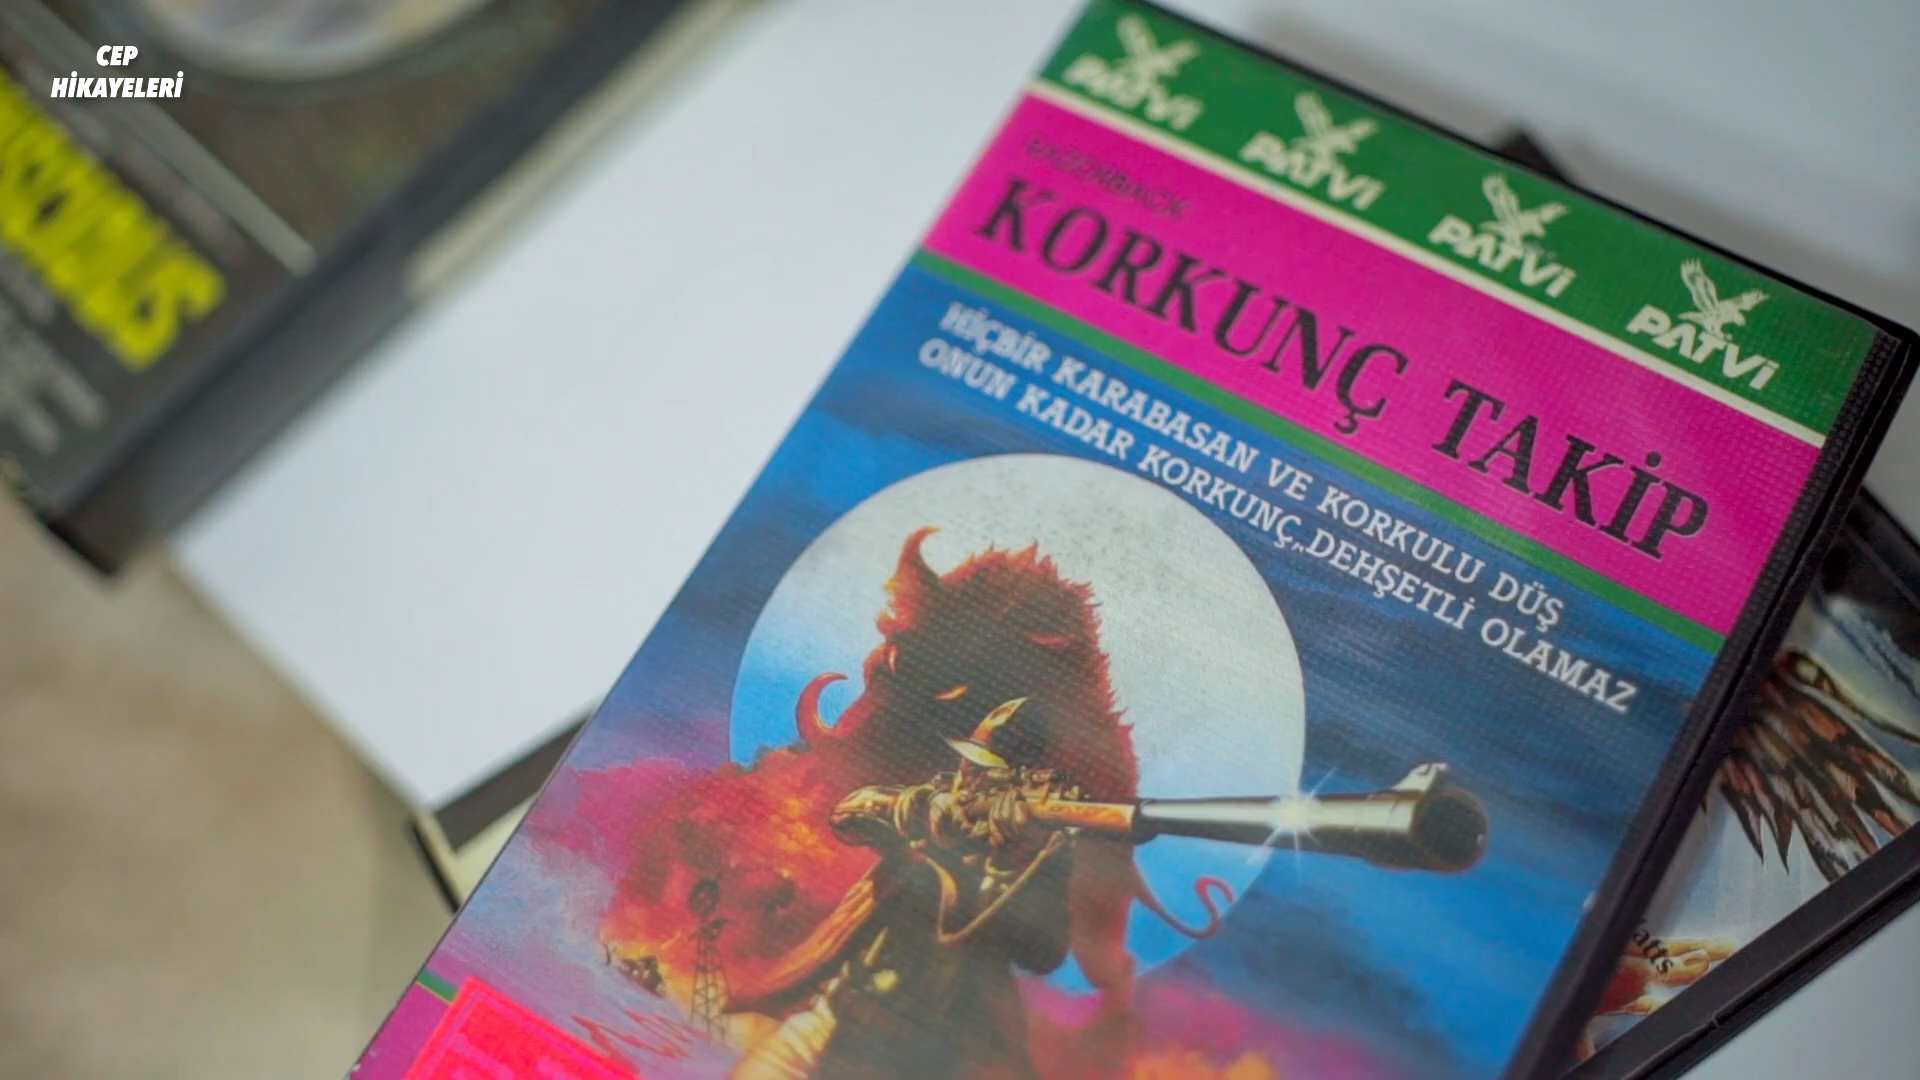 CEP
HİKAYELERİ
PATVi
PATVi
PATVi
PATVi
RAZORBACK
KORKUNÇ TAKİP
HİÇBİR KARABASAN VE KORKULU DÜŞ
ONUN KADAR KORKUNÇ,,DEHŞETLİ OLAMAZ
atts